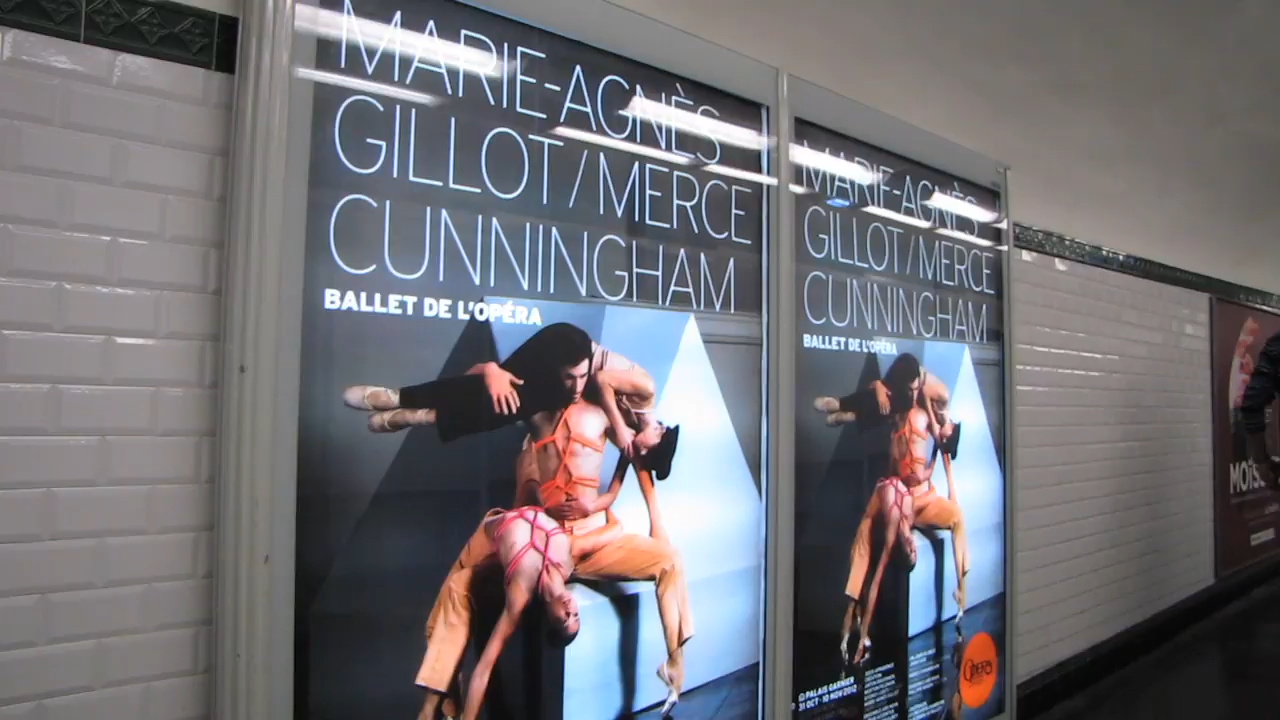 MARIE-AGNÈS
GILLOT / MERCE
CUNNINGHAM
BALLET DE L'OPÉRA
MARIE-AGNÈS
GILLOT / MERCE
CUNNINGHAM
BALLET DE L'OPÉRA
PALAIS GARNIER
31 OCT - 10 NOV 2012
OPERA